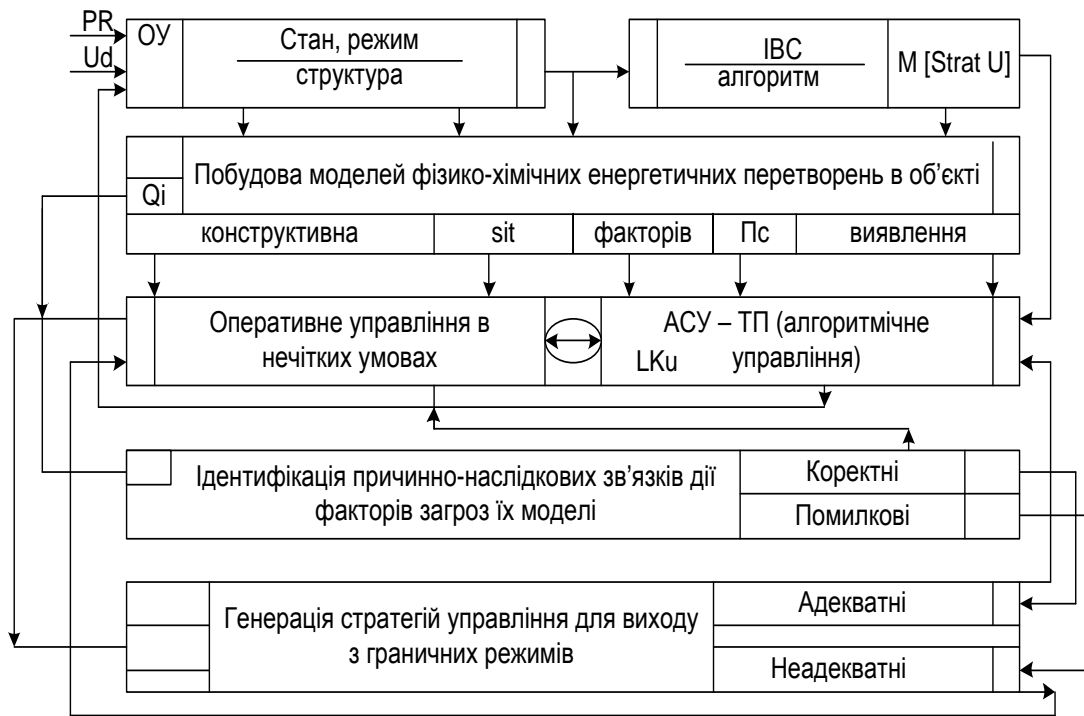 PR
Ud
ОУ
Стан, режим
структура
ІВС
алгоритм
М [Strat U]
Побудова моделей фізико-хімічних енергетичних перетворень в об’єкті
Qi
конструктивна
sit
факторів
Пс
виявлення
Оперативне управління в
нечітких умовах
АСУ – ТП (алгоритмічне
LKu управління)
Ідентифікація причинно-наслідкових зв’язків дії
факторів загроз їх моделі
Коректні
Помилкові
Генерація стратегій управління для виходу
з граничних режимів
Адекватні
Неадекватні